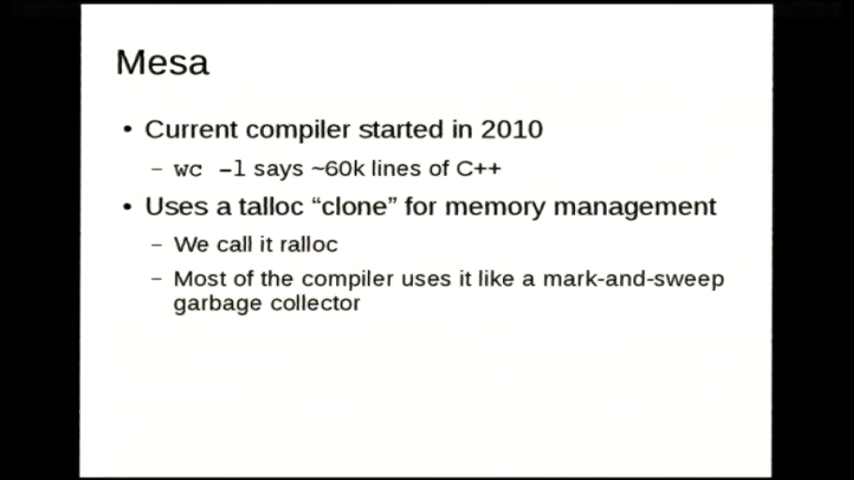 Mesa
• Current compiler started in 2010
– wc -l says ~60k lines of C++
• Uses a talloc “clone” for memory management
– We call it ralloc
– Most of the compiler uses it like a mark-and-sweep
garbage collector